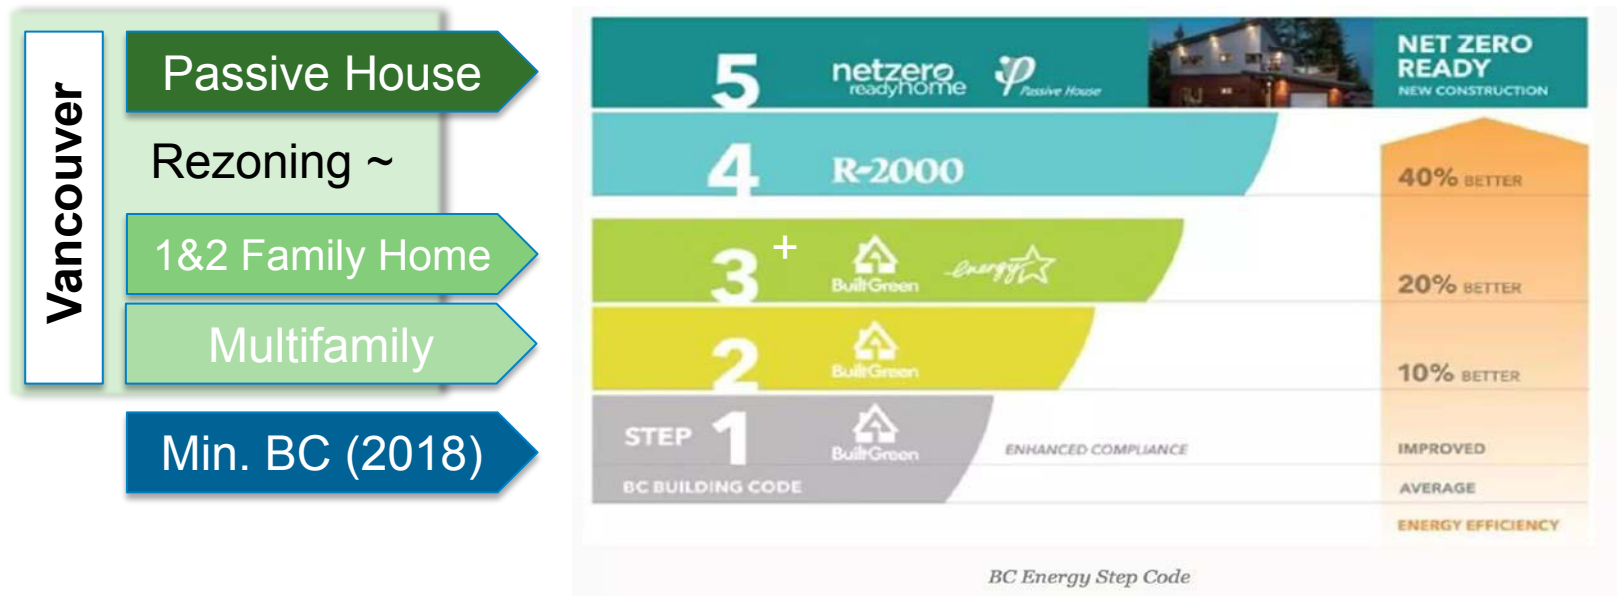 Vancouver
Passive House
Rezoning ~
1&2 Family Home
Multifamily
Min. BC (2018)
5
netzero
readyhome
Passive House
NET ZERO
READY
NEW CONSTRUCTION
4
R-2000
40% BETTER
3
+
BuiltGreen
energy
20% BETTER
2
BuiltGreen
10% BETTER
STEP 1
BuiltGreen
ENHANCED COMPLIANCE
IMPROVED
BC BUILDING CODE
AVERAGE
ENERGY EFFICIENCY
BC Energy Step Code